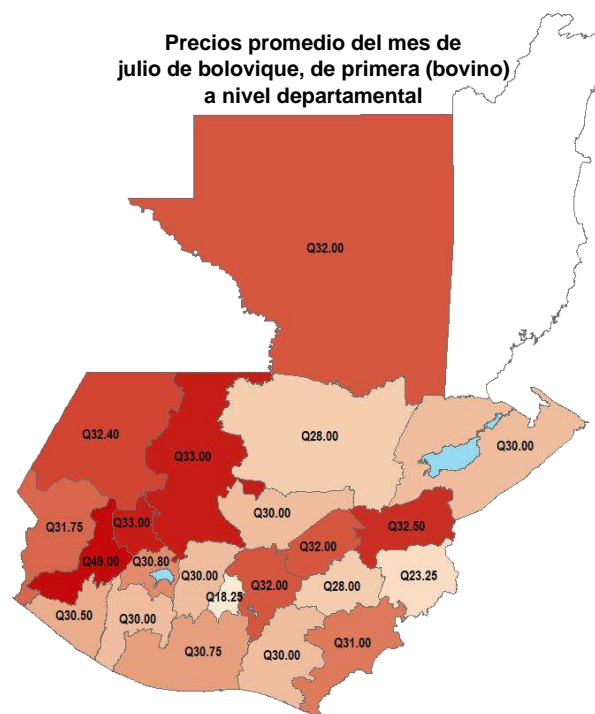 Precios promedio del mes de
julio de bolovique, de primera (bovino)
a nivel departamental
Q32.00
Q32.40
Q28.00
Q33.00
Q30.00
Q30.00
Q31.75
Q33.00
Q32.50
Q32.00
Q49.00
Q30.80
Q30.00
Q32.00
Q28.00
Q23.25
Q18.25
Q30.50
Q30.00
Q31.00
Q30.75
Q30.00